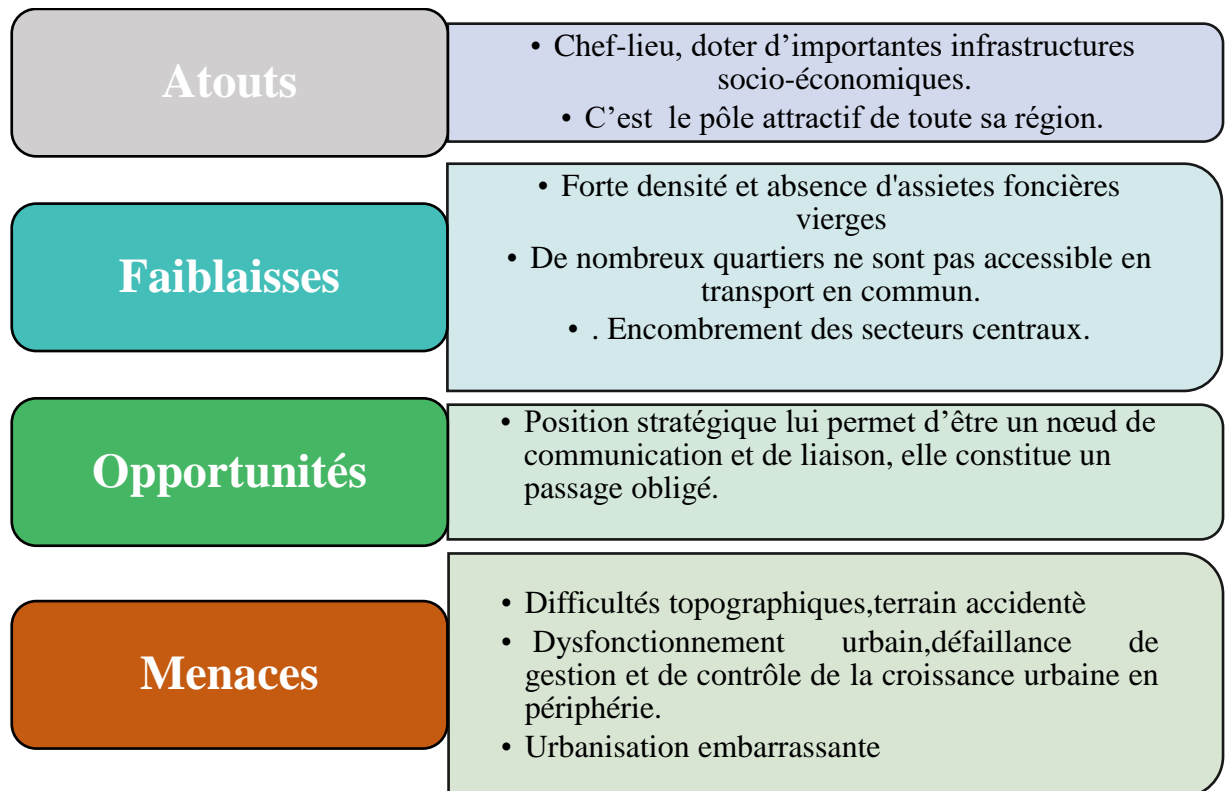 Atouts
• Chef-lieu, doter d’importantes infrastructures
socio-économiques.
• C’est le pôle attractif de toute sa région.
Faiblaisses
• Forte densité et absence d'assietes foncières
vierges
• De nombreux quartiers ne sont pas accessible en
transport en commun.
• . Encombrement des secteurs centraux.
Opportunités
• Position stratégique lui permet d’être un nœud de
communication et de liaison, elle constitue un
passage obligé.
Menaces
• Difficultés topographiques,terrain accidentè
• Dysfonctionnement urbain,défaillance de
gestion et de contrôle de la croissance urbaine en
périphérie.
• Urbanisation embarrassante